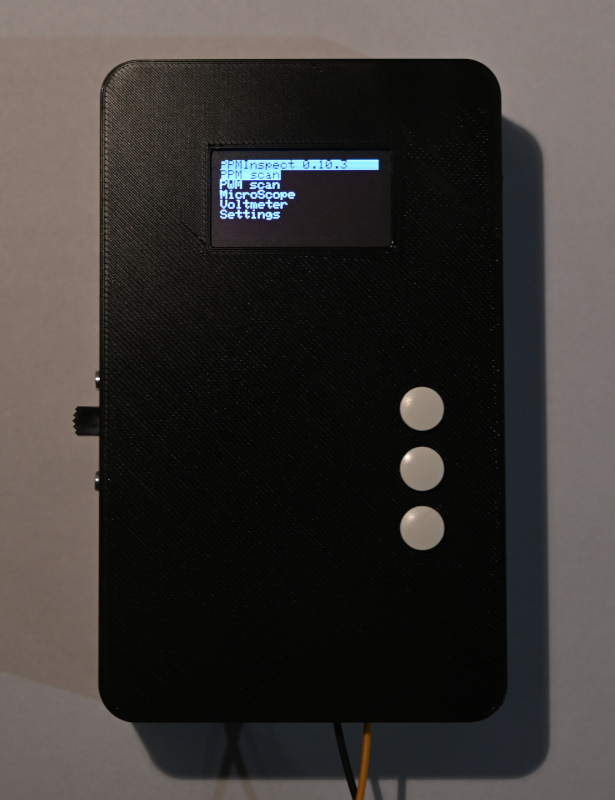 PPMInspect 0.10.3
PPM scan
PWM scan
MicroScope
Voltmeter
Settings